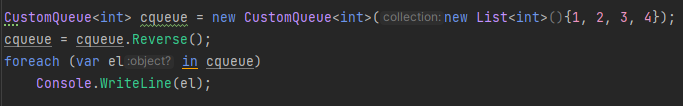 CustomQueue<int> cqueue = new CustomQueue<int>(collection: new List<int>(){1, 2, 3, 4});
cqueue = cqueue.Reverse();
foreach (var el :object? in cqueue)
    Console.WriteLine(el);